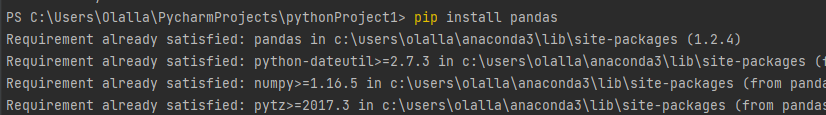 PS C:\Users\Olalla\PycharmProjects\pythonProject1> pip install pandas
Requirement already satisfied: pandas in c:\users\olalla\anaconda3\lib\site-packages (1.2.4)
Requirement already satisfied: python-dateutil>=2.7.3 in c:\users\olalla\anaconda3\lib\site-packages (f
Requirement already satisfied: numpy>=1.16.5 in c:\users\olalla\anaconda3\lib\site-packages (from panda
Requirement already satisfied: pytz>=2017.3 in c:\users\olalla\anaconda3\lib\site-packages (from pandas